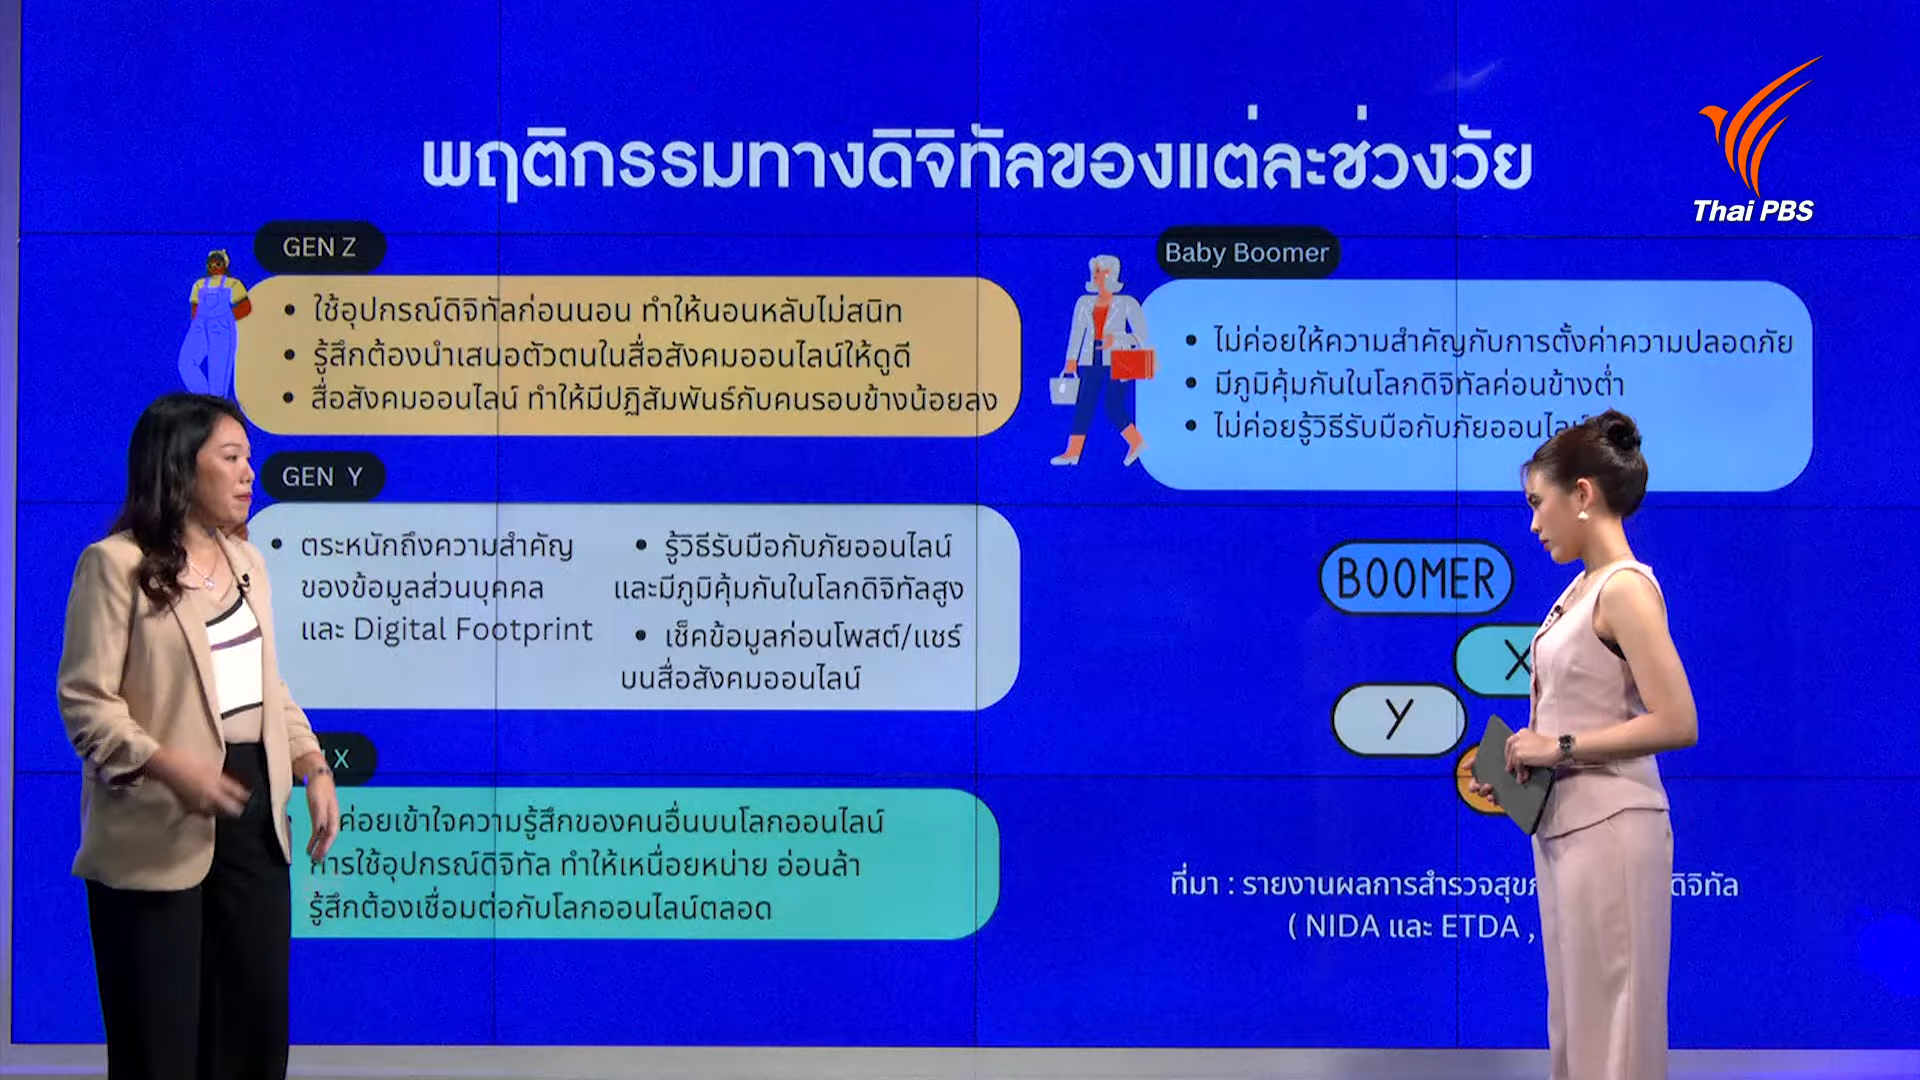 พฤติกรรมทางดิจิทัลของแต่ละช่วงวัย
Thai PBS
GEN Z
• ใช้อุปกรณ์ดิจิทัลก่อนนอน ทำให้นอนหลับไม่สนิท
• รู้สึกต้องนำเสนอตัวตนในสื่อสังคมออนไลน์ให้ดูดี
• สื่อสังคมออนไลน์ ทำให้มีปฏิสัมพันธ์กับคนรอบข้างน้อยลง
GEN Y
• ตระหนักถึงความสำคัญ
ของข้อมูลส่วนบุคคล
และ Digital Footprint
• รู้วิธีรับมือกับภัยออนไลน์
และมีภูมิคุ้มกันในโลกดิจิทัลสูง
• เช็คข้อมูลก่อนโพสต์/แชร์
บนสื่อสังคมออนไลน์
X
ค่อยเข้าใจความรู้สึกของคนอื่นบนโลกออนไลน์
การใช้อุปกรณ์ดิจิทัล ทำให้เหนื่อยหน่าย อ่อนล้า
รู้สึกต้องเชื่อมต่อกับโลกออนไลน์ตลอด
Baby Boomer
• ไม่ค่อยให้ความสำคัญกับการตั้งค่าความปลอดภัย
• มีภูมิคุ้มกันในโลกดิจิทัลค่อนข้างต่ำ
• ไม่ค่อยรู้วิธีรับมือกับภัยออนไลน์
BOOMER
X
Y
ที่มา : รายงานผลการสำรวจสุข ดิจิทัล
( NIDA และ ETDA ,